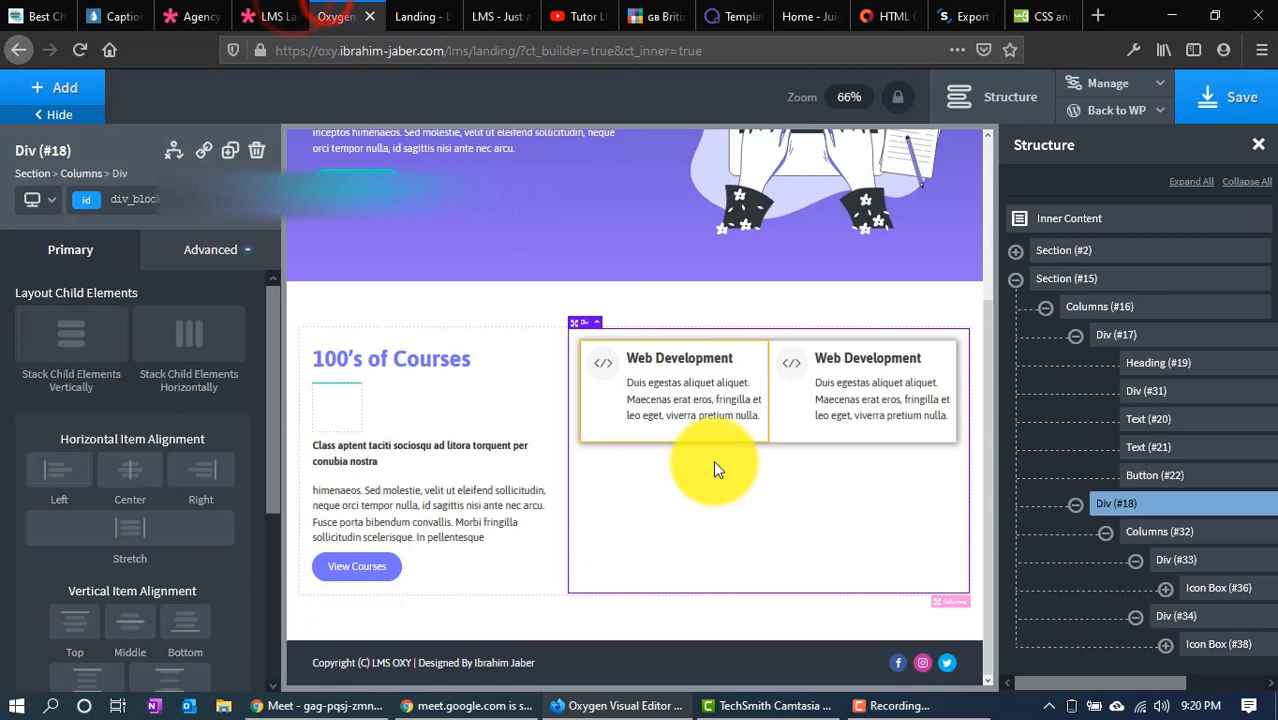 Best Ch
Captio
Agency
LMS La
Oxygen
Landing - L
LMS - Just a
Tutor L
GB Brit
Templa
Home - Juic
HTML C
Export
CSS ani
https://oxy.ibrahim-jaber.com/lms/landing/?ct_builder=true&ct_inner=true
+ Add
Hide
Zoom 66%
Structure
Manage
Back to WP
Save
Div (#18)
Section > Columns > Div
id div_block
Primary
Advanced
Layout Child Elements
Stack Child Elements Vertically
Stack Child Elements Horizontally
Horizontal Item Alignment
Left Center Right
Stretch
Vertical Item Alignment
Top Middle Bottom
inceptos himenaeos. Sed molestie, velit ut eleifend sollicitudin, neque
orci tempor nulla, id sagittis nisi ante nec arcu.
Div
100's of Courses
Class aptent taciti sociosqu ad litora torquent per
conubia nostra
himenaeos. Sed molestie, velit ut eleifend sollicitudin,
neque orci tempor nulla, id sagittis nisi ante nec arcu.
Fusce porta bibendum convallis. Morbi fringilla
sollicitudin scelerisque. In pellentesque
View Courses
</> Web Development
Duis egestas aliquet aliquet.
Maecenas erat eros, fringilla et
leo eget, viverra pretium nulla.
</> Web Development
Duis egestas aliquet aliquet.
Maecenas erat eros, fringilla et
leo eget, viverra pretium nulla.
Columns
Copyright (C) LMS OXY | Designed By Ibrahim Jaber
Structure
Expand All Collapse All
Inner Content
Section (#2)
Section (#15)
Columns (#16)
Div (#17)
Heading (#19)
Div (#31)
Text (#20)
Text (#21)
Button (#22)
Div (#18)
Columns (#32)
Div (#33)
Icon Box (#36)
Div (#34)
Icon Box (#38)
Meet - gag-pqsj-zmn...
meet.google.com is s...
Oxygen Visual Editor ...
TechSmith Camtasia ...
Recording...
9:20 PM